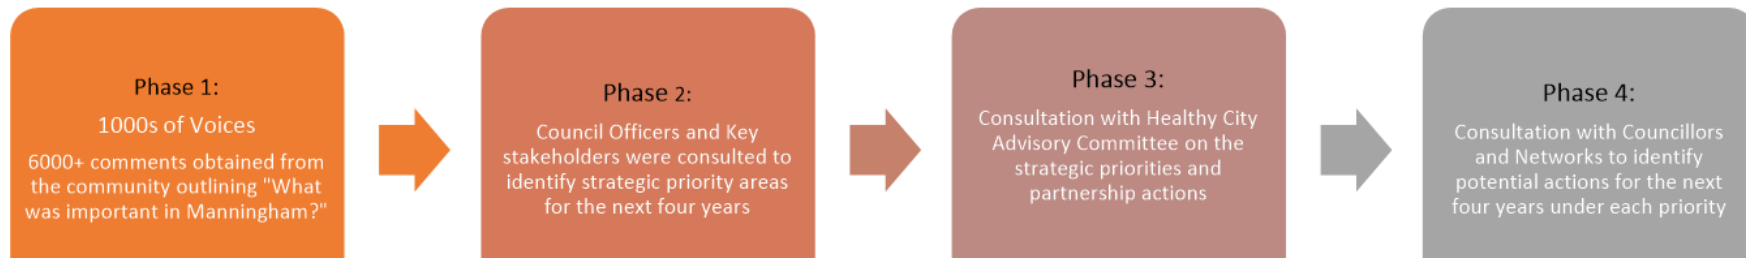 Phase 1:
1000s of Voices
6000+ comments obtained from
the community outlining "What
was important in Manningham?"
Phase 2:
Council Officers and Key
stakeholders were consulted to
identify strategic priority areas
for the next four years
Phase 3:
Consultation with Healthy City
Advisory Committee on the
strategic priorities and
partnership actions
Phase 4:
Consultation with Councillors
and Networks to identify
potential actions for the next
four years under each priority